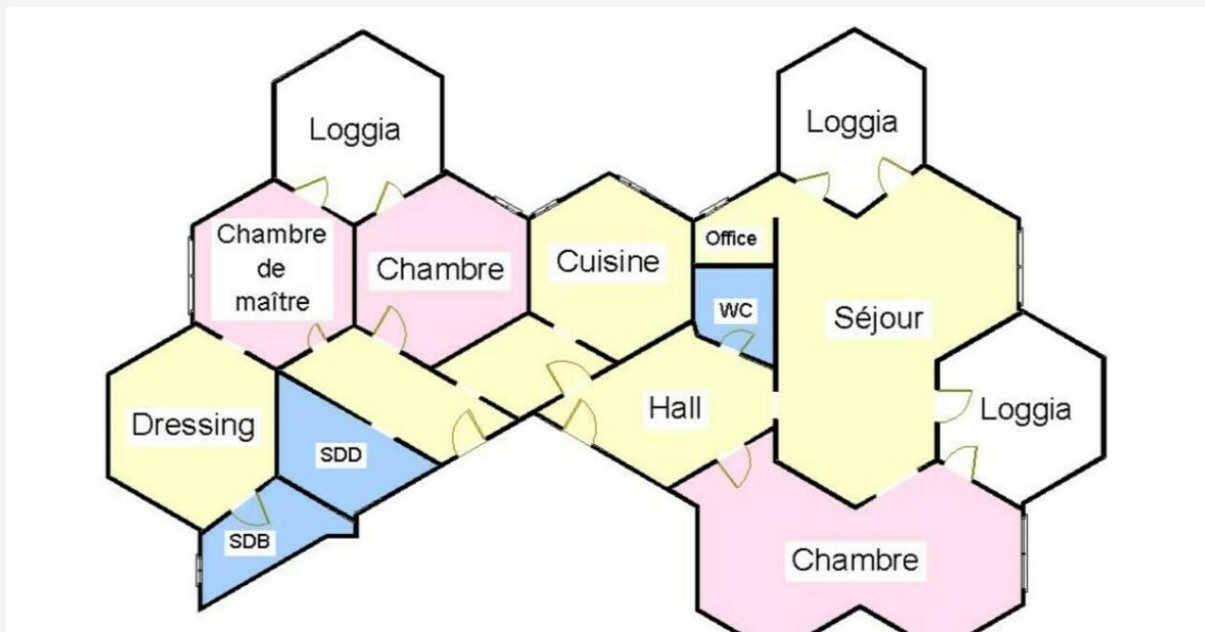 Loggia
Loggia
Chambre
de
maître
Chambre
Cuisine
Office
WC
Séjour
Dressing
SDD
Hall
Loggia
SDB
Chambre